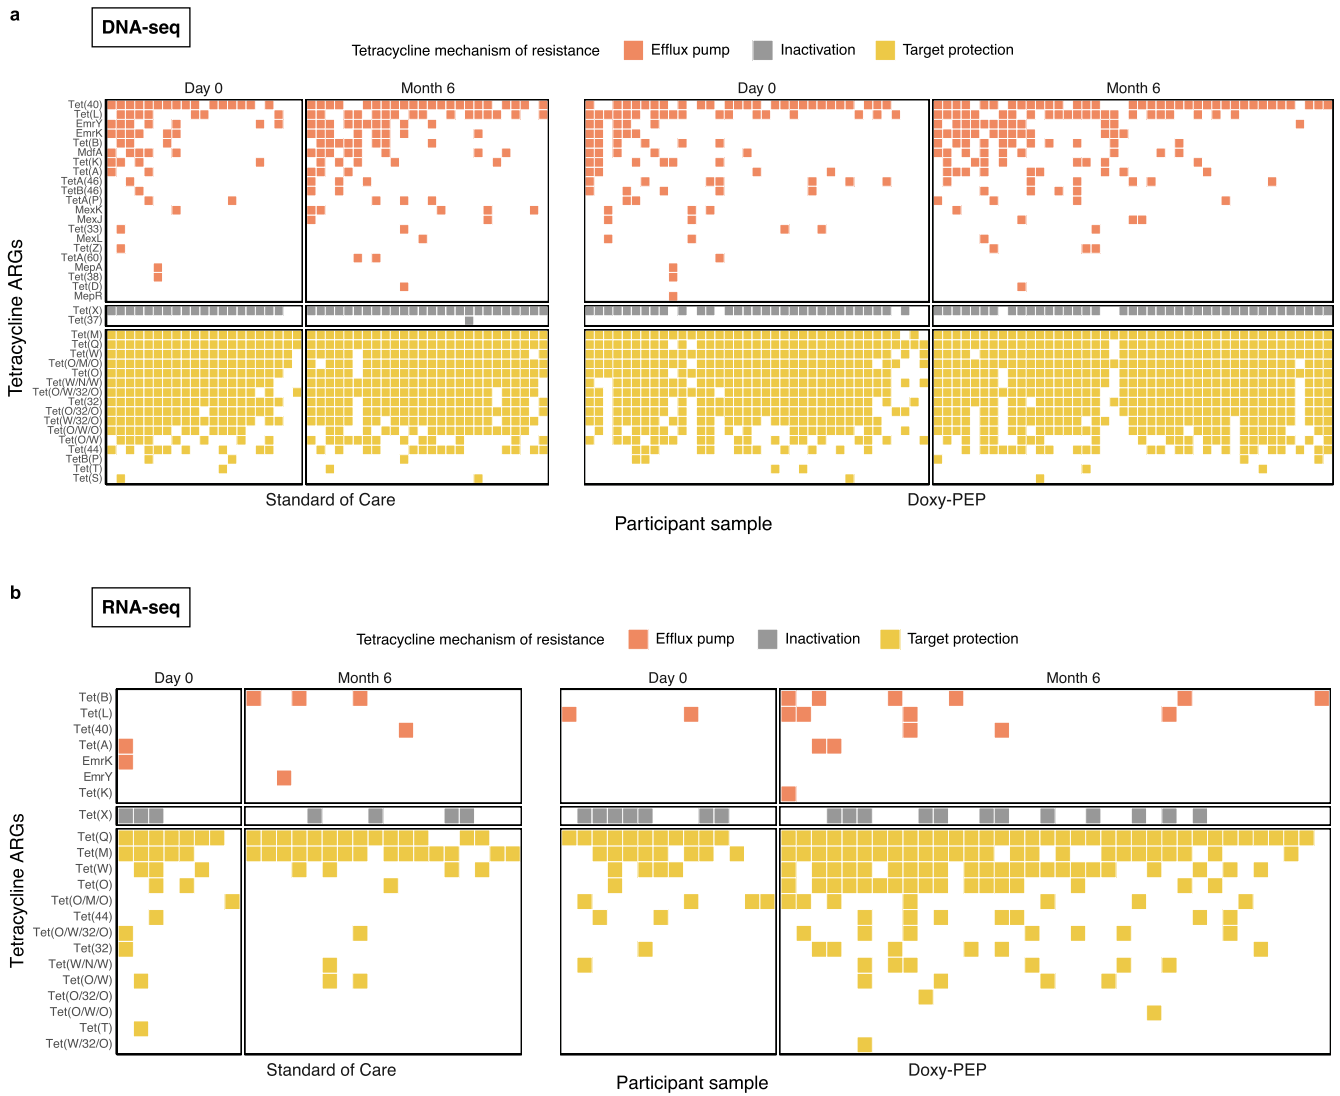 a
DNA-seq
Tetracycline mechanism of resistance Efflux pump Inactivation Target protection
Day 0 Month 6 Day 0 Month 6
Tetracycline ARGs
Tet(40)
Tet(L)
EmrY
EmrK
Tet(B)
MdfA
Tet(K)
Tet(A)
TetA(46)
TetB(46)
TetA(P)
MexK
MexJ
Tet(33)
MexL
Tet(Z)
TetA(60)
MepA
Tet(38)
Tet(D)
MepR
Tet(X)
Tet(37)
Tet(M)
Tet(Q)
Tet(W)
Tet(O/M/O)
Tet(O)
Tet(W/N/W)
Tet(O/W/32/O)
Tet(32)
Tet(O/32/O)
Tet(W/32/O)
Tet(O/W/O)
Tet(O/W)
Tet(44)
TetB(P)
Tet(T)
Tet(S)
Standard of Care Doxy-PEP
Participant sample
b
RNA-seq
Tetracycline mechanism of resistance Efflux pump Inactivation Target protection
Day 0 Month 6 Day 0 Month 6
Tetracycline ARGs
Tet(B)
Tet(L)
Tet(40)
Tet(A)
EmrK
EmrY
Tet(K)
Tet(X)
Tet(Q)
Tet(M)
Tet(W)
Tet(O)
Tet(O/M/O)
Tet(44)
Tet(O/W/32/O)
Tet(32)
Tet(W/N/W)
Tet(O/W)
Tet(O/32/O)
Tet(O/W/O)
Tet(T)
Tet(W/32/O)
Standard of Care Doxy-PEP
Participant sample